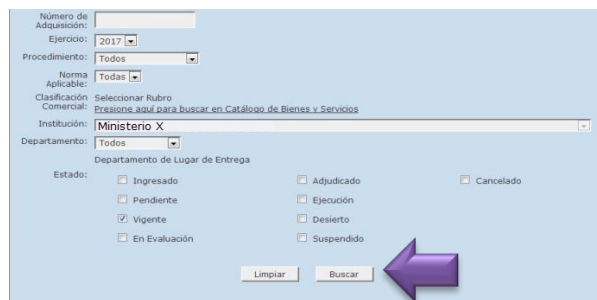 Número de
Adquisición:
Ejercicio: 2017
Procedimiento: Todos
Norma
Aplicable: Todas
Clasificación Seleccionar Rubro
Comercial: Presione aquí para buscar en Catálogo de Bienes y Servicios
Institución: Ministerio X
Departamento: Todos
Departamento de Lugar de Entrega
Estado:
Ingresado Adjudicado Cancelado
Pendiente Ejecución
Vigente Desierto
En Evaluación Suspendido
Limpiar Buscar